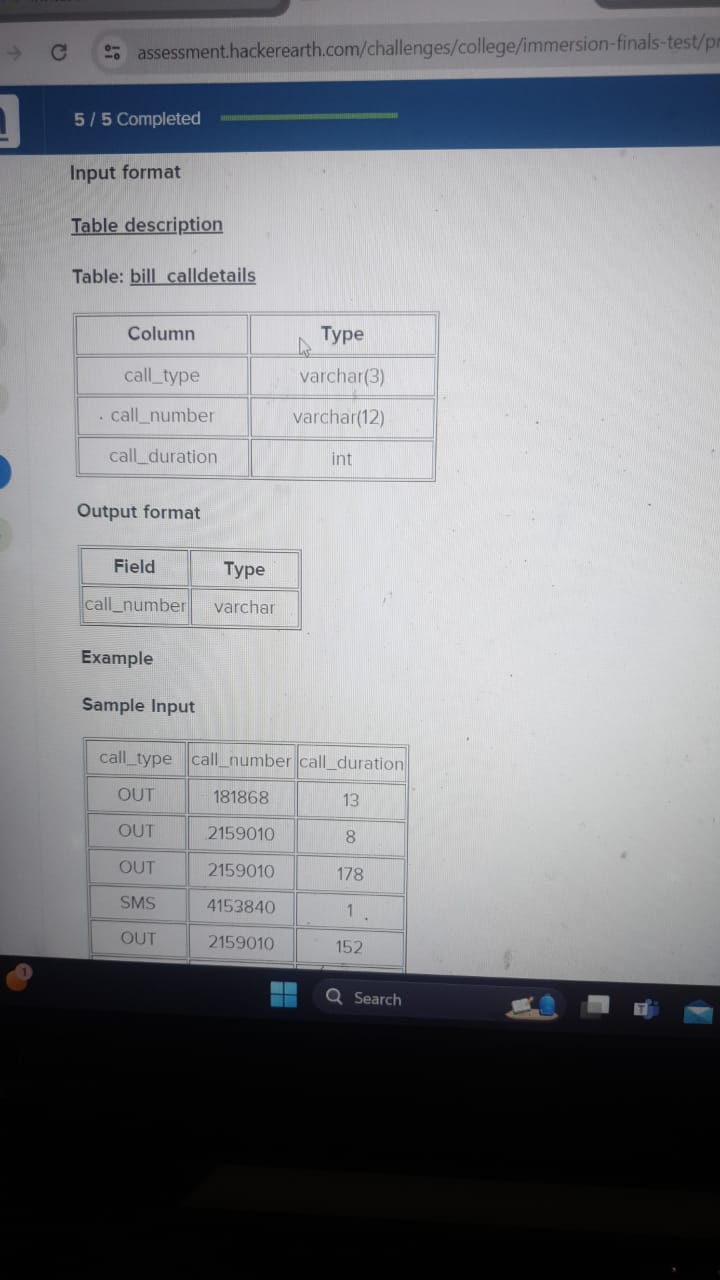 assessment.hackerearth.com/challenges/college/immersion-finals-test/p
5 / 5 Completed
Input format
Table description
Table: bill_calldetails
Column Type
call_type varchar(3)
call_number varchar(12)
call_duration int
Output format
Field Type
call_number varchar
Example
Sample Input
call_type call_number call_duration
OUT 181868 13
OUT 2159010 8
OUT 2159010 178
SMS 4153840 1
OUT 2159010 152
1
Search
T